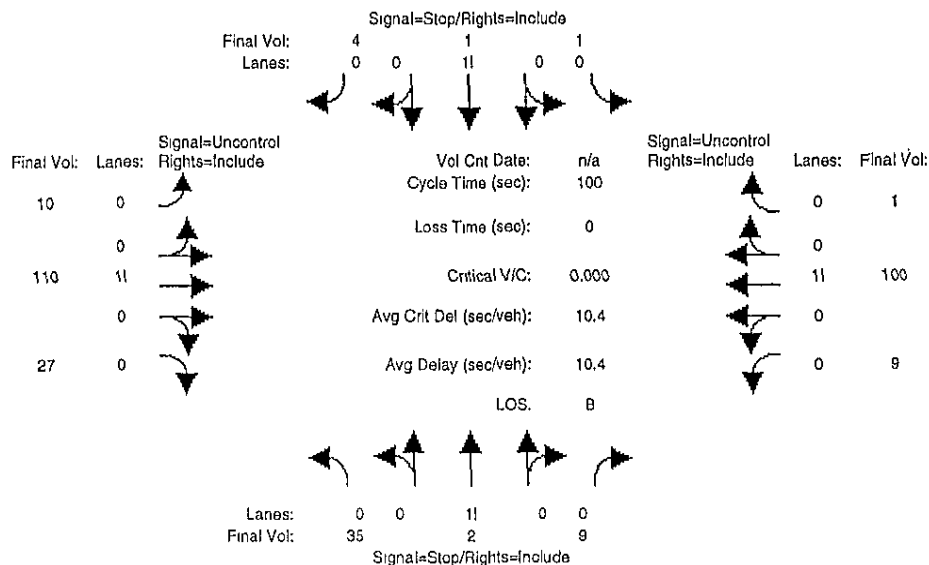 Signal=Stop/Rights=Include
Final Vol: 4 1 1
Lanes: 0 0 1! 0 0
Signal=Uncontrol
Final Vol: Lanes: Rights=Include
10 0
0
110 1!
0
27 0
Vol Cnt Date: n/a
Cycle Time (sec): 100
Loss Time (sec): 0
Critical V/C: 0.000
Avg Crit Del (sec/veh): 10.4
Avg Delay (sec/veh): 10.4
LOS: B
Signal=Uncontrol
Rights=Include Lanes: Final Vol:
0 1
0
1! 100
0
0 9
Lanes: 0 0 1! 0 0
Final Vol: 35 2 9
Signal=Stop/Rights=Include